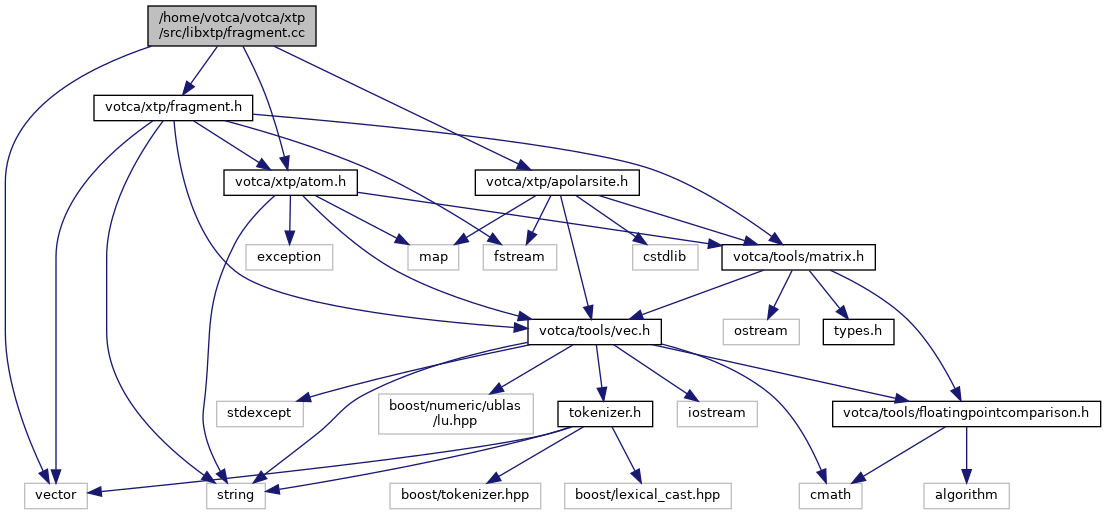 /home/votca/votca/xtp
/src/libxtp/fragment.cc
votca/xtp/fragment.h
votca/xtp/atom.h
votca/xtp/apolarsite.h
exception
map
fstream
cstdlib
votca/tools/matrix.h
votca/tools/vec.h
ostream
types.h
stdexcept
boost/numeric/ublas
/lu.hpp
tokenizer.h
iostream
votca/tools/floatingpointcomparison.h
vector
string
boost/tokenizer.hpp
boost/lexical_cast.hpp
cmath
algorithm